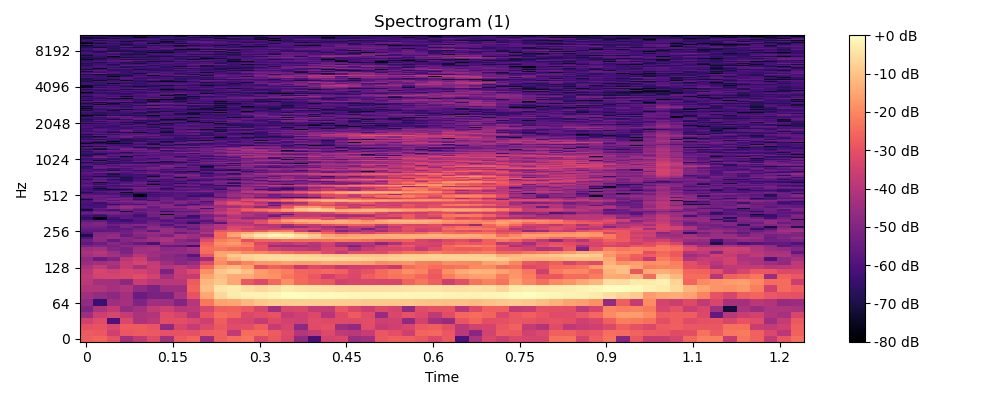 Spectrogram (1)
8192
4096
2048
1024
512
256
128
64
0
Hz
0 0.15 0.3 0.45 0.6 0.75 0.9 1.1 1.2
Time
+0 dB
-10 dB
-20 dB
-30 dB
-40 dB
-50 dB
-60 dB
-70 dB
-80 dB